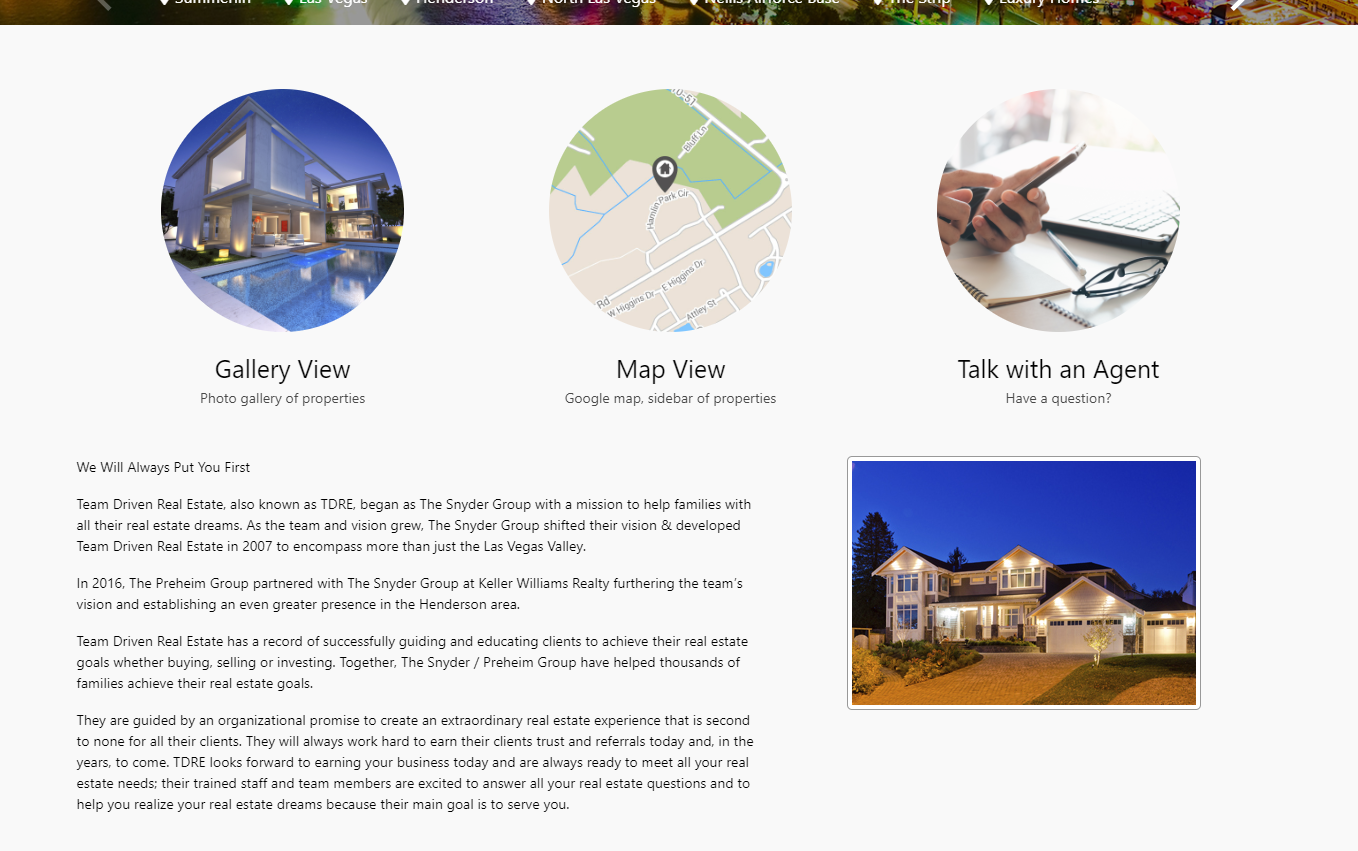 Summerlin Las Vegas Henderson North Las Vegas Nellis Airforce Base The Strip Luxury Homes
10-51
Bluff Ln
Hamlin Park Cir
Rd
W Higgins Dr
E Higgins Dr
Attley St
Gallery View
Photo gallery of properties
Map View
Google map, sidebar of properties
Talk with an Agent
Have a question?
We Will Always Put You First
Team Driven Real Estate, also known as TDRE, began as The Snyder Group with a mission to help families with
all their real estate dreams. As the team and vision grew, The Snyder Group shifted their vision & developed
Team Driven Real Estate in 2007 to encompass more than just the Las Vegas Valley.
In 2016, The Preheim Group partnered with The Snyder Group at Keller Williams Realty furthering the team’s
vision and establishing an even greater presence in the Henderson area.
Team Driven Real Estate has a record of successfully guiding and educating clients to achieve their real estate
goals whether buying, selling or investing. Together, The Snyder / Preheim Group have helped thousands of
families achieve their real estate goals.
They are guided by an organizational promise to create an extraordinary real estate experience that is second
to none for all their clients. They will always work hard to earn their clients trust and referrals today and, in the
years, to come. TDRE looks forward to earning your business today and are always ready to meet all your real
estate needs; their trained staff and team members are excited to answer all your real estate questions and to
help you realize your real estate dreams because their main goal is to serve you.